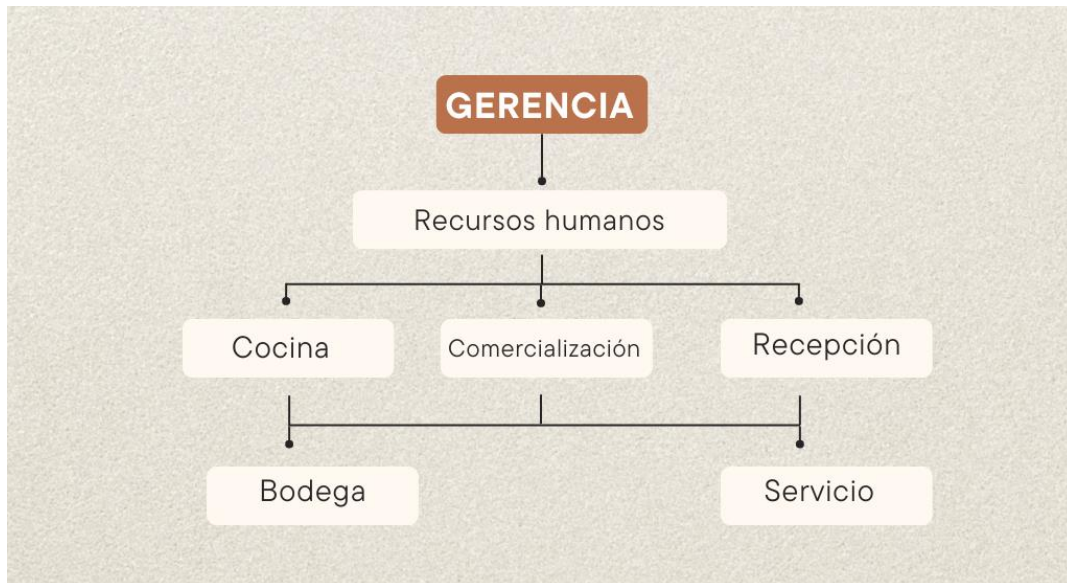 GERENCIA
Recursos humanos
Cocina
Comercialización
Recepción
Bodega
Servicio